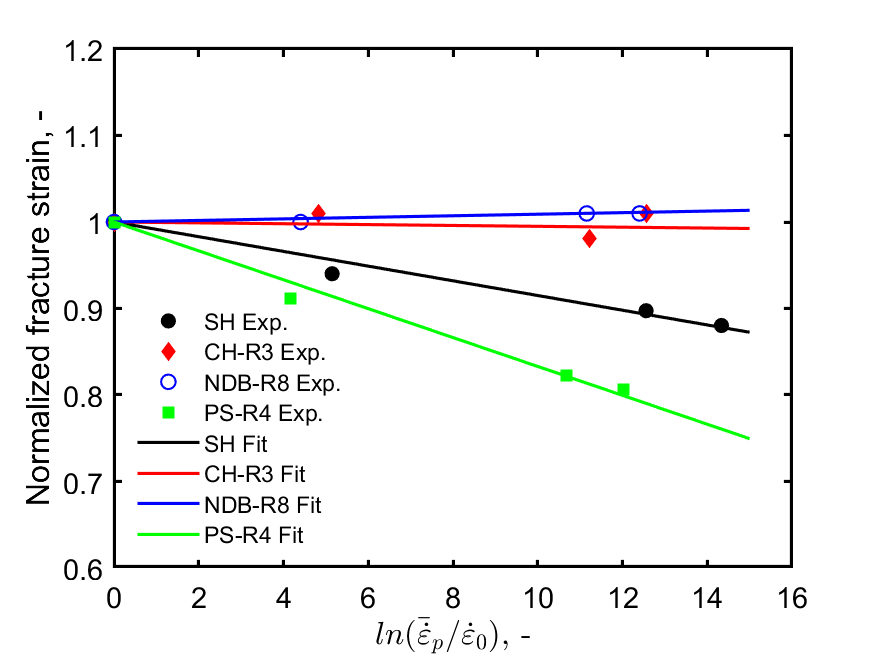 1.2
1.1
1
0.9
0.8
0.7
0.6
Normalized fracture strain, -
SH Exp.
CH-R3 Exp.
NDB-R8 Exp.
PS-R4 Exp.
SH Fit
CH-R3 Fit
NDB-R8 Fit
PS-R4 Fit
0 2 4 6 8 10 12 14 16
ln(ε̄̇ₚ/ε̇₀), -